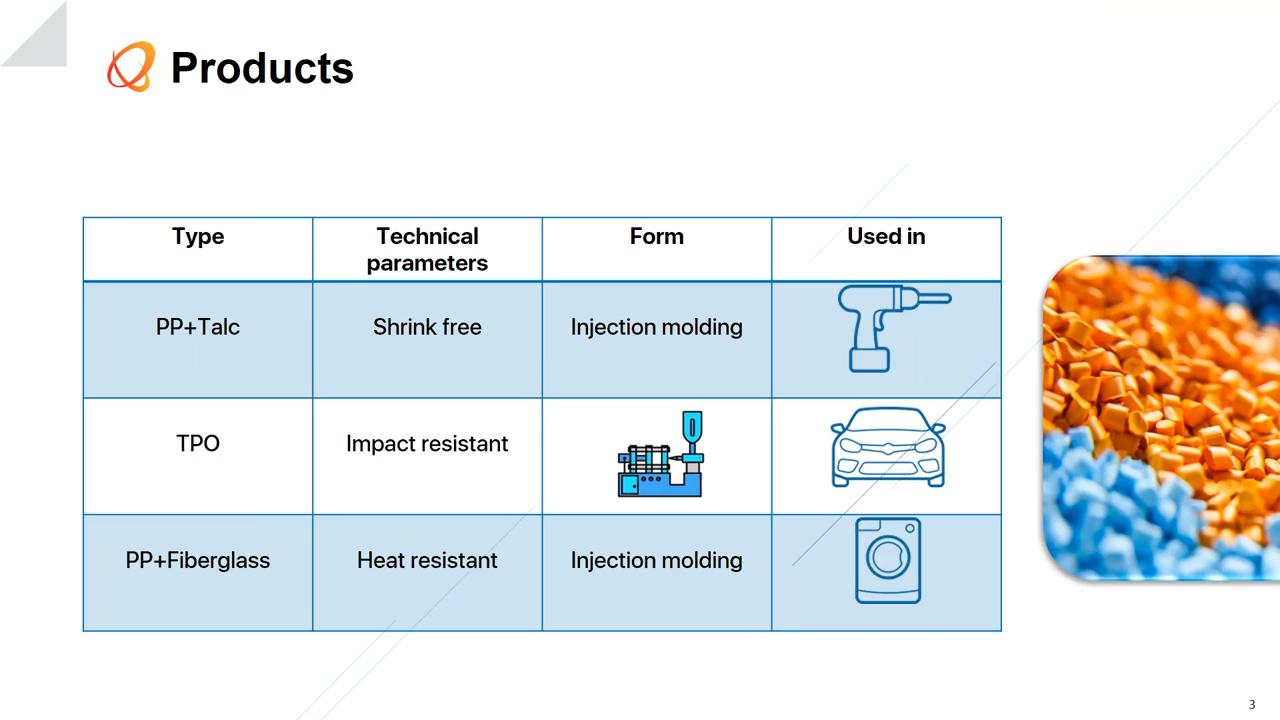 Products
Type
Technical
parameters
Form
Used in
PP+Talc
Shrink free
Injection molding
TPO
Impact resistant
PP+Fiberglass
Heat resistant
Injection molding
3